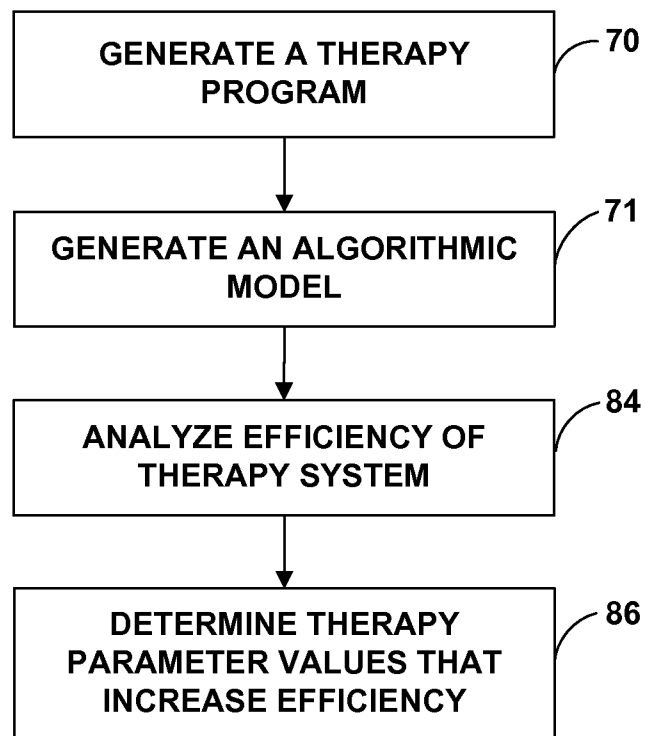 GENERATE A THERAPY
PROGRAM
70
GENERATE AN ALGORITHMIC
MODEL
71
ANALYZE EFFICIENCY OF
THERAPY SYSTEM
84
DETERMINE THERAPY
PARAMETER VALUES THAT
INCREASE EFFICIENCY
86